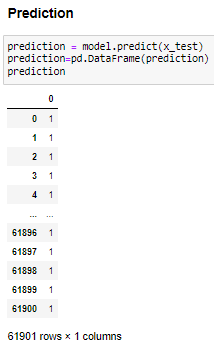 Prediction
prediction = model.predict(x_test)
prediction=pd.DataFrame(prediction)
prediction
0
0 1
1 1
2 1
3 1
4 1
... ...
61896 1
61897 1
61898 1
61899 1
61900 1
61901 rows × 1 columns